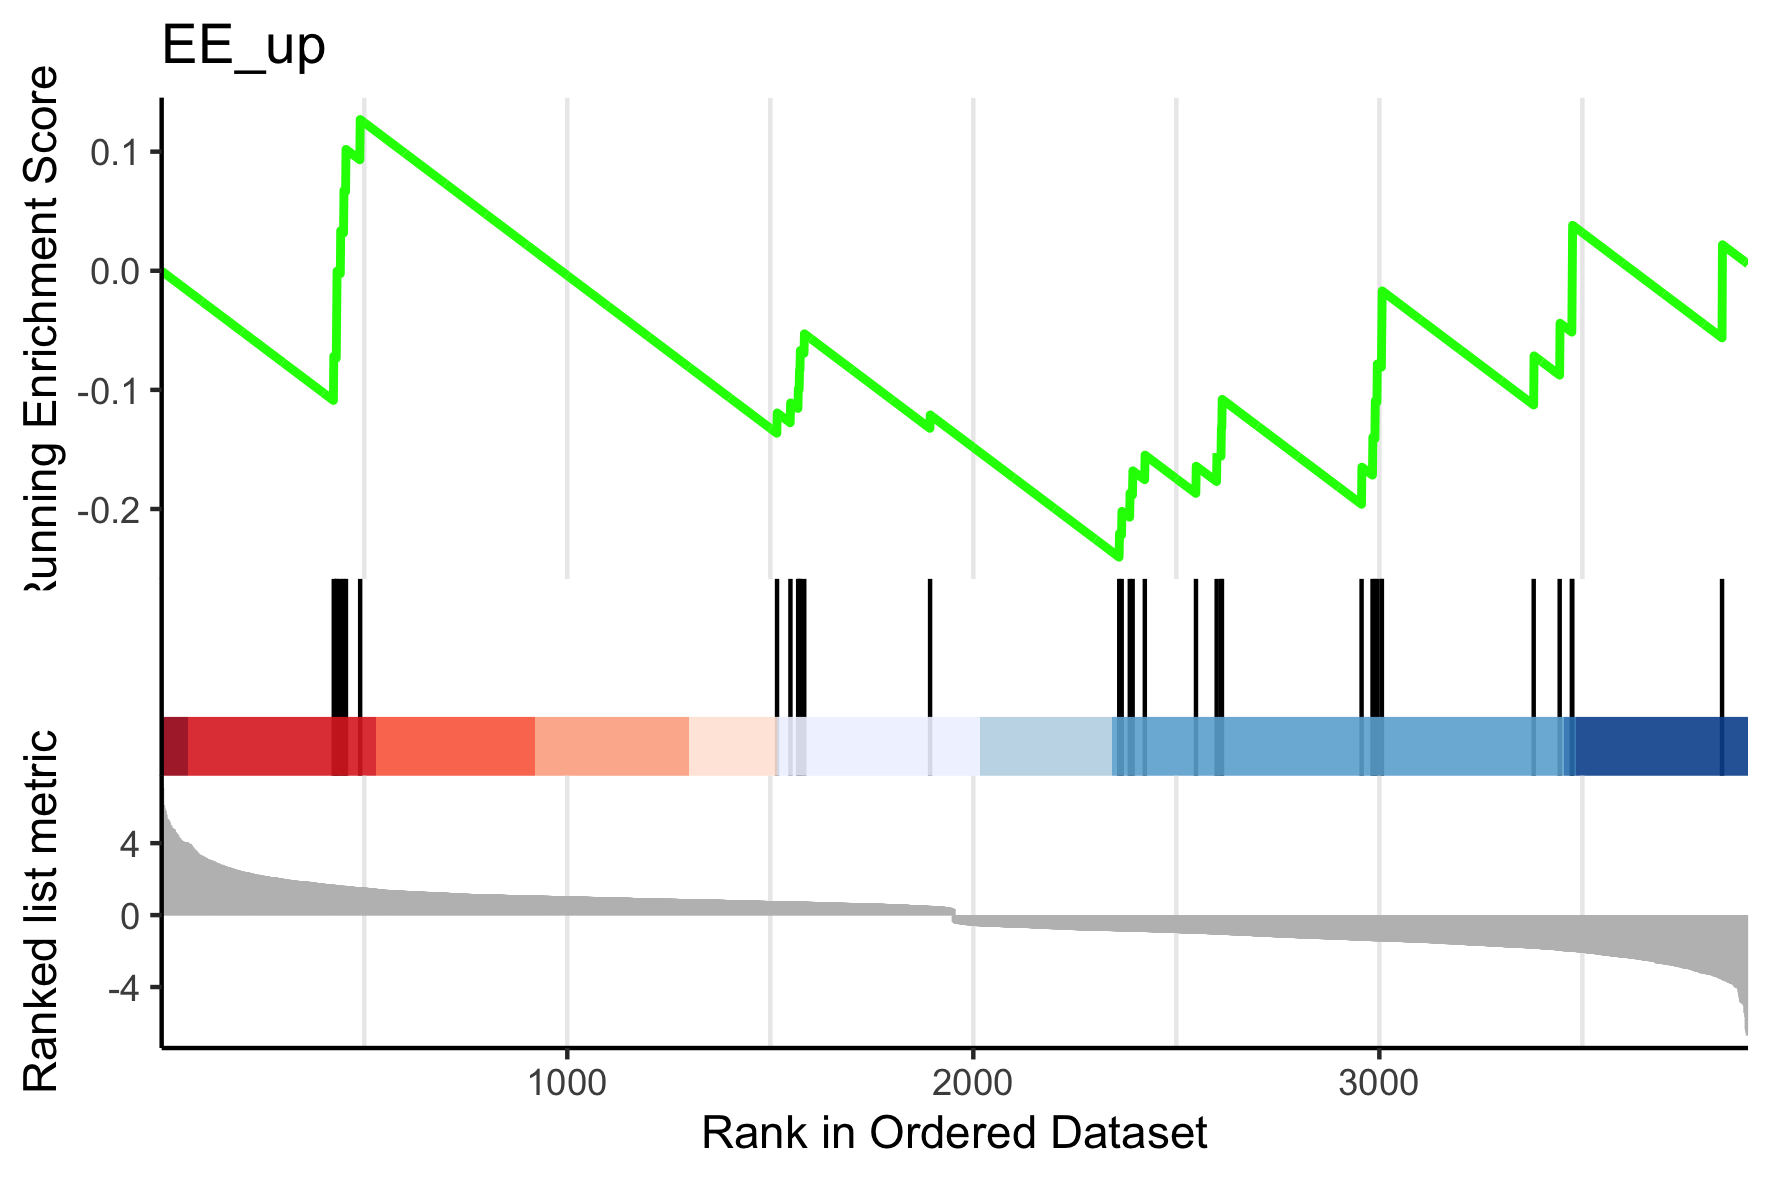 EE_up
Running Enrichment Score
0.1
0.0
-0.1
-0.2
Ranked list metric
4
0
-4
1000 2000 3000
Rank in Ordered Dataset